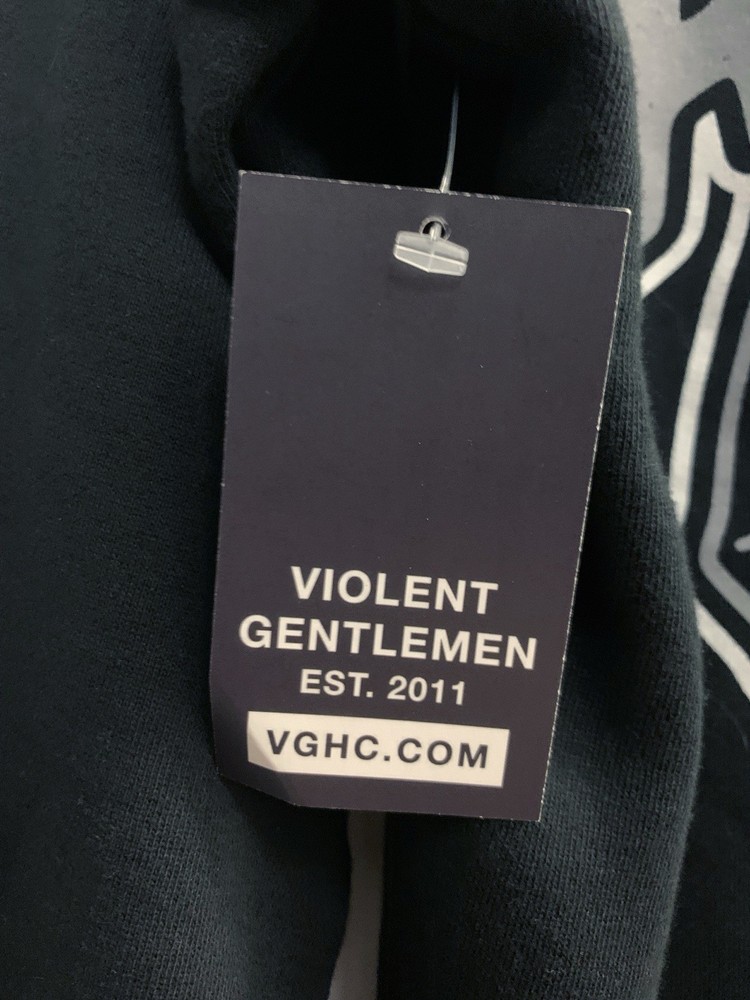 VIOLENT
GENTLEMEN
EST. 2011
VGHC.COM